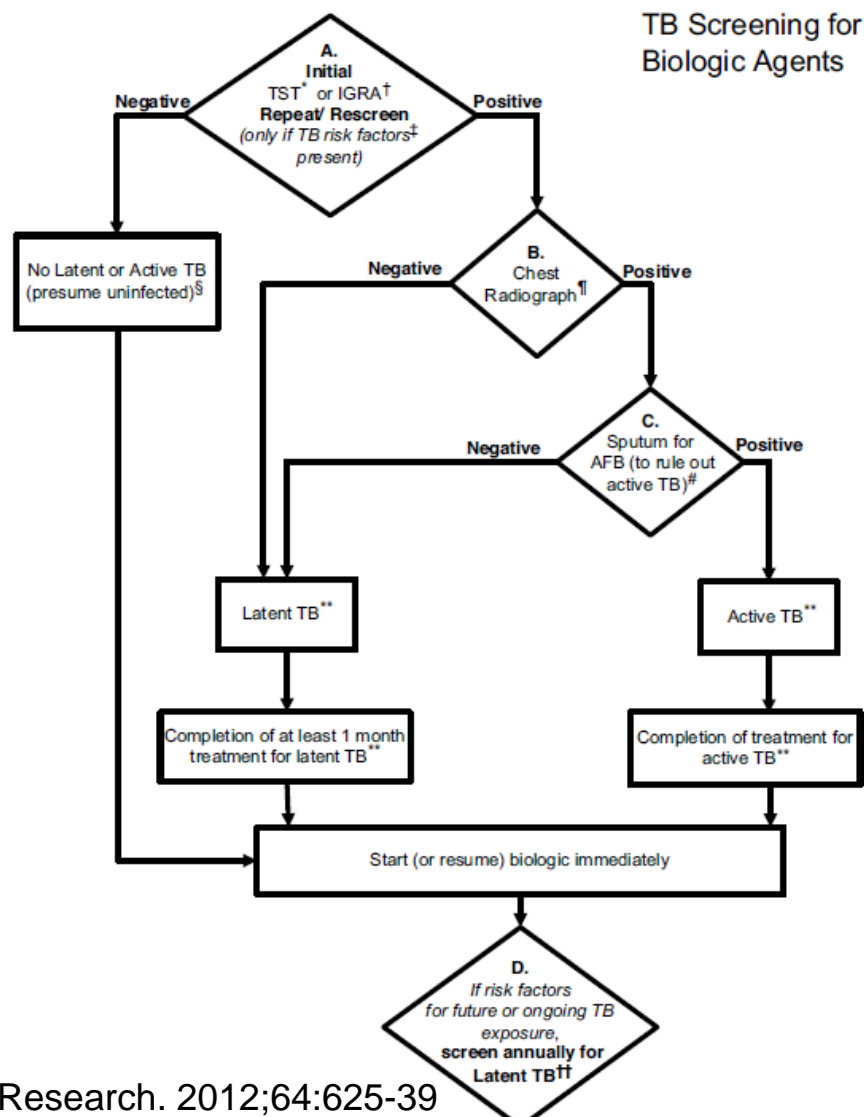 TB Screening for
Biologic Agents
A.
Initial
TST* or IGRA†
Repeat/ Rescreen
(only if TB risk factors‡
present)
Negative
Positive
No Latent or Active TB
(presume uninfected)§
B.
Chest
Radiograph¶
Negative
Positive
C.
Sputum for
AFB (to rule out
active TB)#
Negative
Positive
Latent TB**
Active TB**
Completion of at least 1 month
treatment for latent TB**
Completion of treatment for
active TB**
Start (or resume) biologic immediately
D.
If risk factors
for future or ongoing TB
exposure,
screen annually for
Latent TB††
Research. 2012;64:625-39